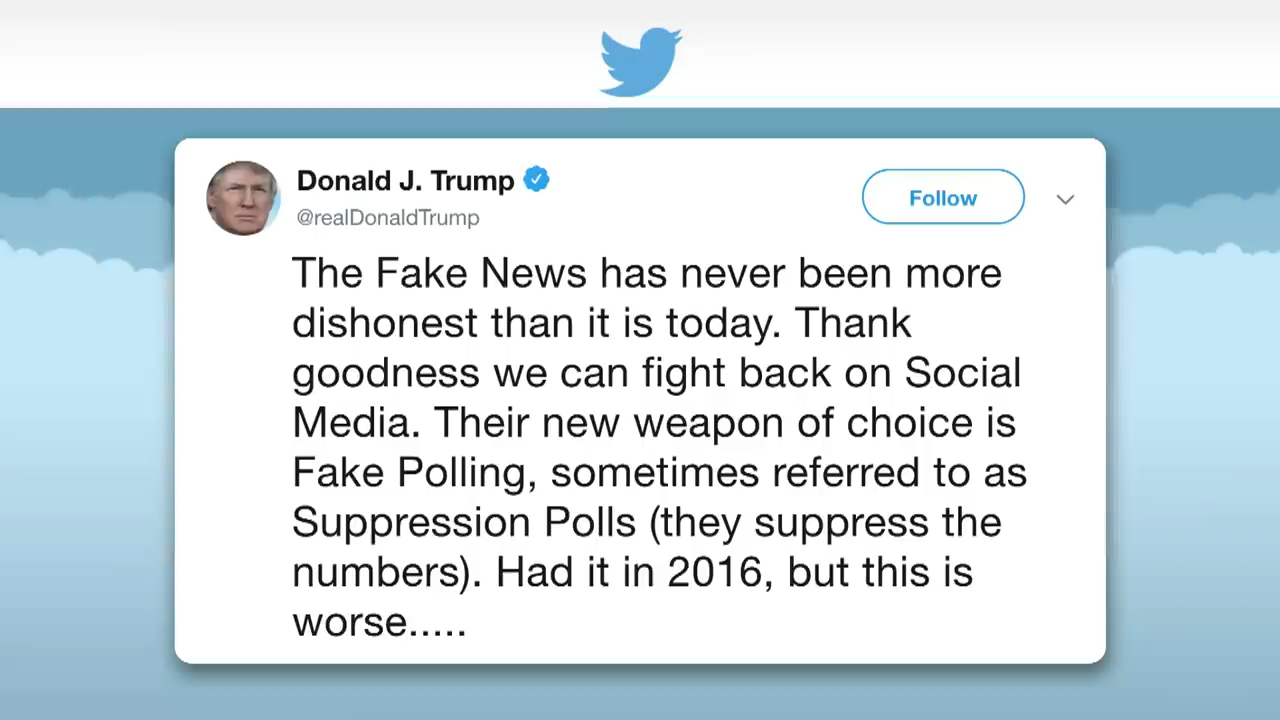 Donald J. Trump
@realDonaldTrump
Follow
The Fake News has never been more
dishonest than it is today. Thank
goodness we can fight back on Social
Media. Their new weapon of choice is
Fake Polling, sometimes referred to as
Suppression Polls (they suppress the
numbers). Had it in 2016, but this is
worse.....